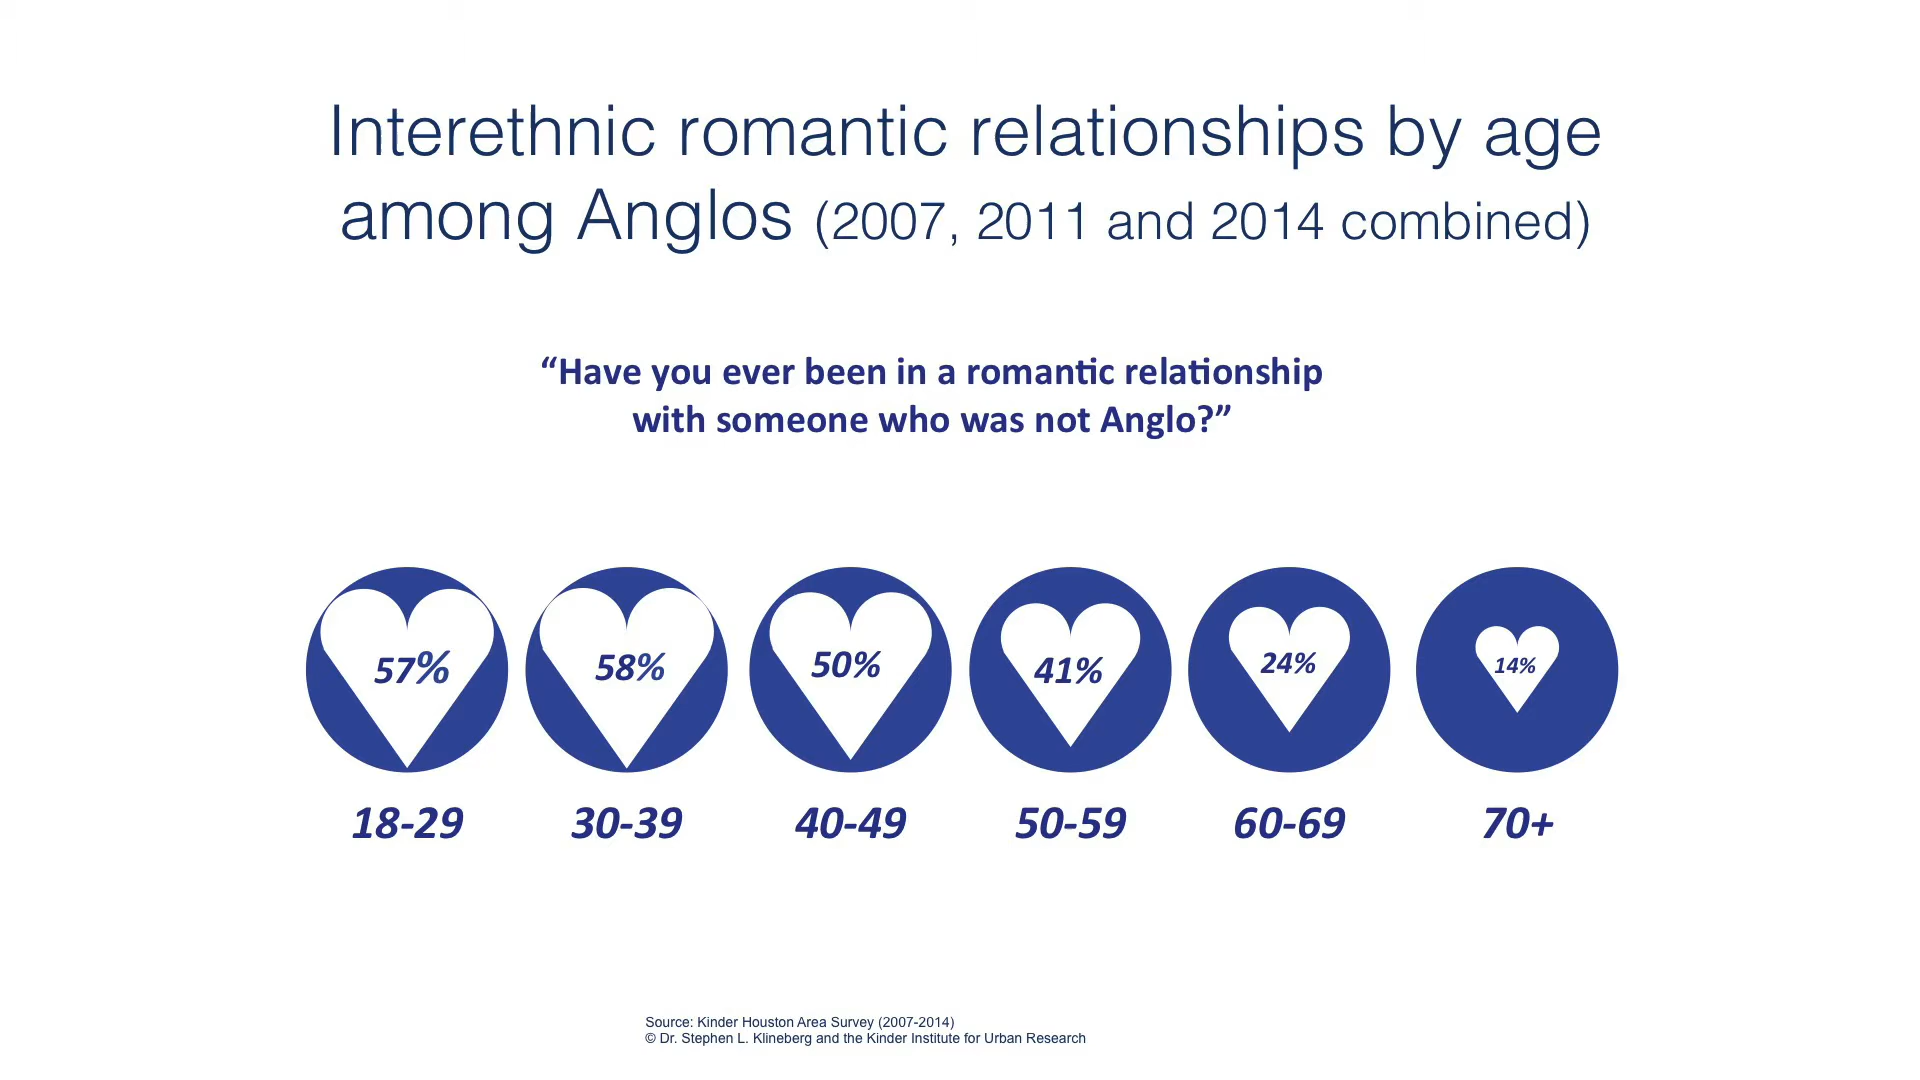 Interethnic romantic relationships by age
among Anglos (2007, 2011 and 2014 combined)
“Have you ever been in a romantic relationship
with someone who was not Anglo?”
57% 58% 50% 41% 24% 14%
18-29 30-39 40-49 50-59 60-69 70+
Source: Kinder Houston Area Survey (2007-2014)
© Dr. Stephen L. Klineberg and the Kinder Institute for Urban Research